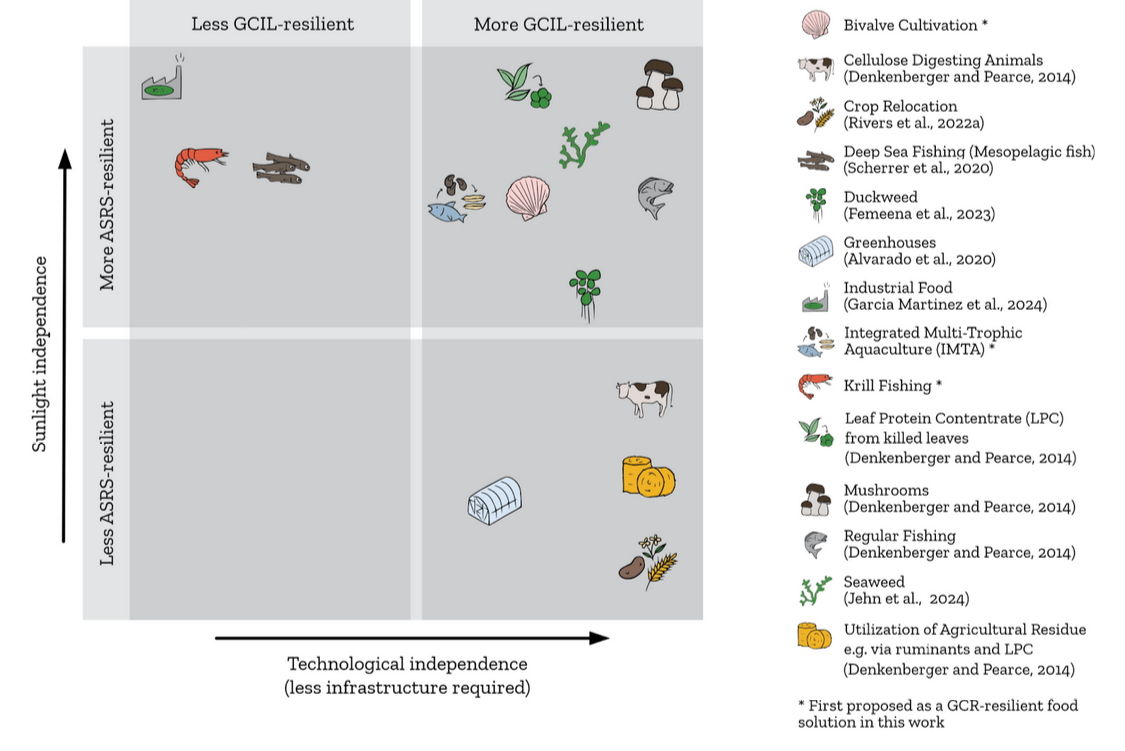 Less GCIL-resilient
More GCIL-resilient
More ASRS-resilient
Less ASRS-resilient
Sunlight independence
Technological independence
(less infrastructure required)
Bivalve Cultivation *
Cellulose Digesting Animals
(Denkenberger and Pearce, 2014)
Crop Relocation
(Rivers et al., 2022a)
Deep Sea Fishing (Mesopelagic fish)
(Scherrer et al., 2020)
Duckweed
(Femeena et al., 2023)
Greenhouses
(Alvarado et al., 2020)
Industrial Food
(Garcia Martinez et al., 2024)
Integrated Multi-Trophic
Aquaculture (IMTA) *
Krill Fishing *
Leaf Protein Contentrate (LPC)
from killed leaves
(Denkenberger and Pearce, 2014)
Mushrooms
(Denkenberger and Pearce, 2014)
Regular Fishing
(Denkenberger and Pearce, 2014)
Seaweed
(Jehn et al., 2024)
Utilization of Agricultural Residue
e.g. via ruminants and LPC
(Denkenberger and Pearce, 2014)
* First proposed as a GCR-resilient food
solution in this work